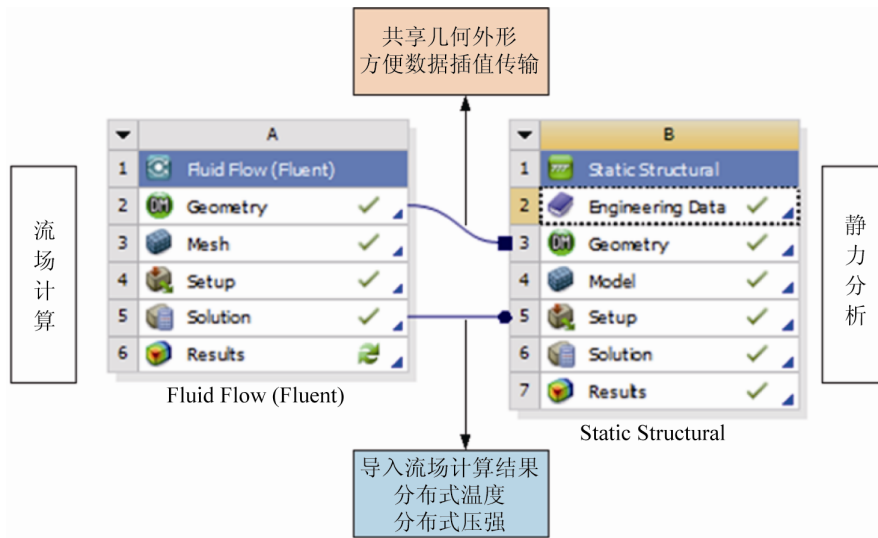 共享几何外形
方便数据插值传输
流场计算
A
1 Fluid Flow (Fluent)
2 Geometry
3 Mesh
4 Setup
5 Solution
6 Results
Fluid Flow (Fluent)
B
1 Static Structural
2 Engineering Data
3 Geometry
4 Model
5 Setup
6 Solution
7 Results
Static Structural
静力分析
导入流场计算结果
分布式温度
分布式压强